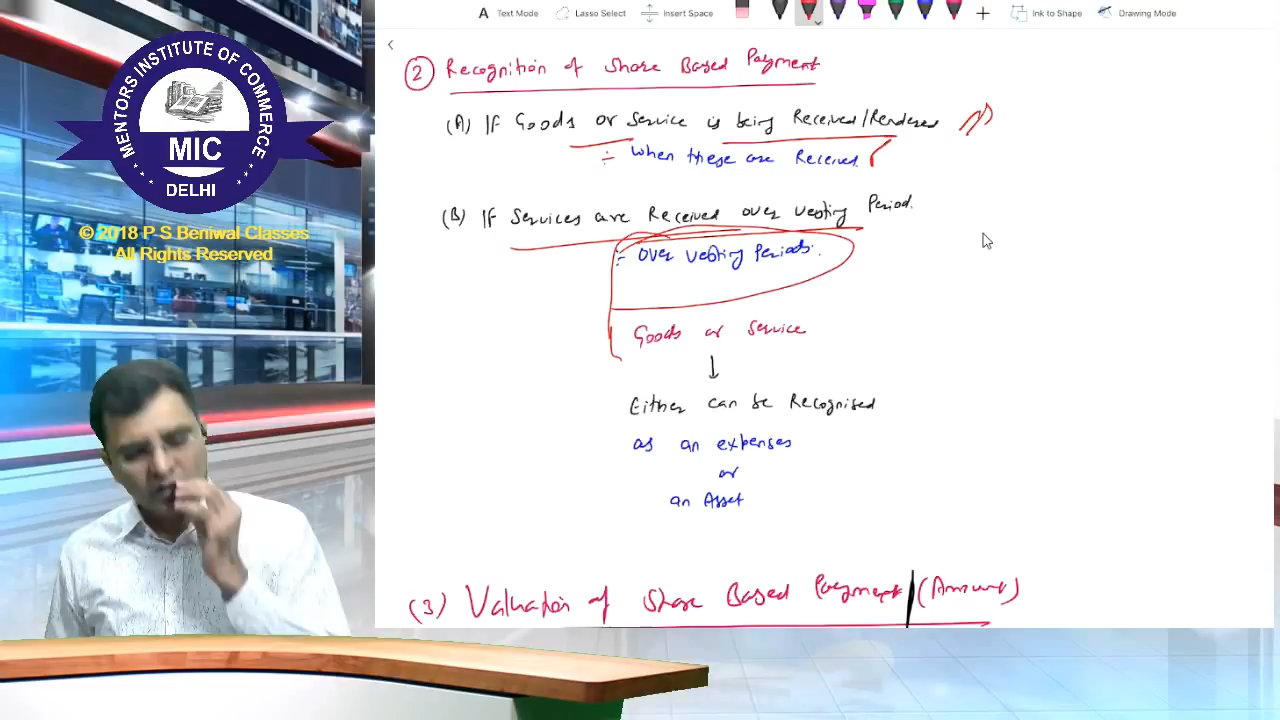 Text Mode
Lasso Select
Insert Space
Ink to Shape
Drawing Mode
MENTORS INSTITUTE OF COMMERCE
MIC
DELHI
© 2018 P S Beniwal Classes
All Rights Reserved
② Recognition of Share Based Payment
(A) If Goods or Service is being Received/Rendered
÷ when these are Received.
(B) If Services are Received over vesting Period.
÷ over vesting Periods.
Goods or Service
↓
Either can be Recognised
as an expenses
or
an Asset
(3) Valuation of Share Based Payment (Amount)